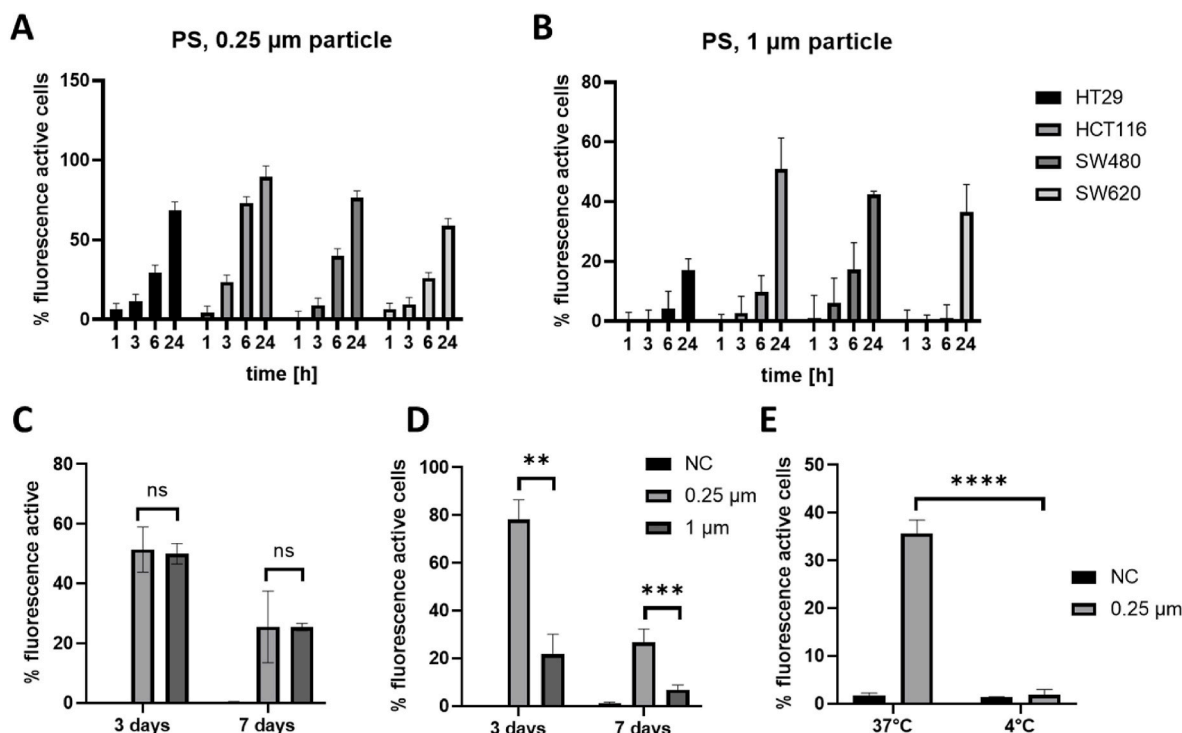 A
PS, 0.25 µm particle
% fluorescence active cells
150
100
50
0
1 3 6 24 1 3 6 24 1 3 6 24 1 3 6 24
time [h]
B
PS, 1 µm particle
% fluorescence active cells
80
60
40
20
0
1 3 6 24 1 3 6 24 1 3 6 24 1 3 6 24
time [h]
HT29
HCT116
SW480
SW620
C
% fluorescence active
80
60
40
20
0
ns
ns
3 days 7 days
D
% fluorescence active cells
100
80
60
40
20
0
**
***
3 days 7 days
NC
0.25 µm
1 µm
E
% fluorescence active cells
50
40
30
20
10
0
****
37°C 4°C
NC
0.25 µm